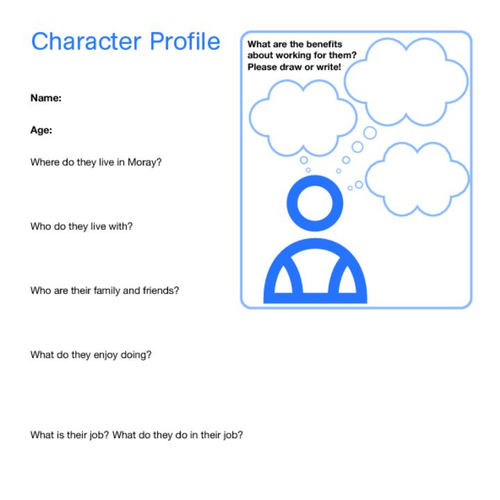 Character Profile
What are the benefits
about working for them?
Please draw or write!
Name:
Age:
Where do they live in Moray?
Who do they live with?
Who are their family and friends?
What do they enjoy doing?
What is their job? What do they do in their job?